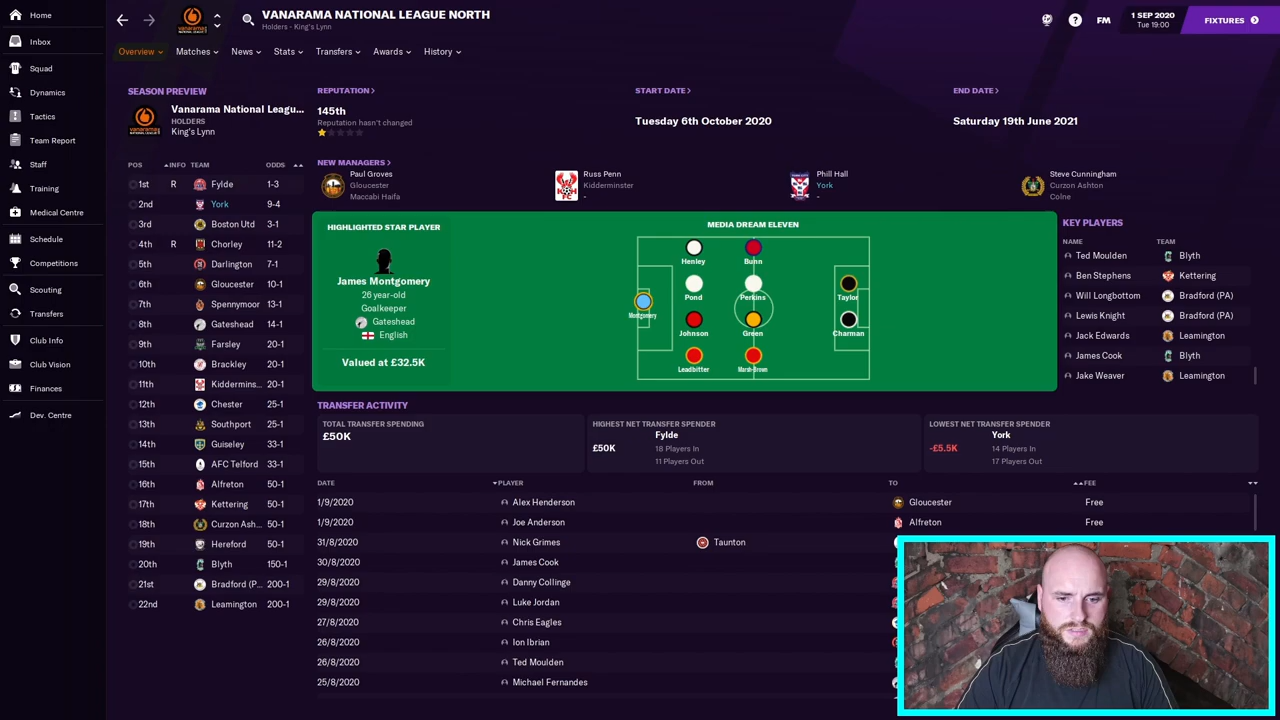 Home
Inbox
Squad
Dynamics
Tactics
Team Report
Staff
Training
Medical Centre
Schedule
Competitions
Scouting
Transfers
Club Info
Club Vision
Finances
Dev. Centre
VANARAMA NATIONAL LEAGUE NORTH
Holders - King's Lynn
? FM
1 SEP 2020
Tue 19:00
FIXTURES
Overview Matches News Stats Transfers Awards History
SEASON PREVIEW
Vanarama National Leagu...
HOLDERS
King's Lynn
REPUTATION
145th
Reputation hasn't changed
START DATE
Tuesday 6th October 2020
END DATE
Saturday 19th June 2021
NEW MANAGERS
Paul Groves
Gloucester
Maccabi Haifa
Russ Penn
Kidderminster
-
Phill Hall
York
-
Steve Cunningham
Curzon Ashton
Colne
POS INFO TEAM ODDS
1st R Fylde 1-3
2nd York 9-4
3rd Boston Utd 3-1
4th R Chorley 11-2
5th Darlington 7-1
6th Gloucester 10-1
7th Spennymoor 13-1
8th Gateshead 14-1
9th Farsley 20-1
10th Brackley 20-1
11th Kiddermins... 20-1
12th Chester 25-1
13th Southport 25-1
14th Guiseley 33-1
15th AFC Telford 33-1
16th Alfreton 50-1
17th Kettering 50-1
18th Curzon Ash... 50-1
19th Hereford 50-1
20th Blyth 150-1
21st Bradford (P... 200-1
22nd Leamington 200-1
HIGHLIGHTED STAR PLAYER
James Montgomery
26 year-old
Goalkeeper
Gateshead
English
Valued at £32.5K
MEDIA DREAM ELEVEN
Henley Bunn
Pond Perkins Taylor
Montgomery
Johnson Green Charman
Leadbitter Marsh-Brown
KEY PLAYERS
NAME TEAM
Ted Moulden Blyth
Ben Stephens Kettering
Will Longbottom Bradford (PA)
Lewis Knight Bradford (PA)
Jack Edwards Leamington
James Cook Blyth
Jake Weaver Leamington
TRANSFER ACTIVITY
TOTAL TRANSFER SPENDING
£50K
HIGHEST NET TRANSFER SPENDER
£50K
Fylde
18 Players In
11 Players Out
LOWEST NET TRANSFER SPENDER
-£5.5K
York
14 Players In
17 Players Out
DATE PLAYER FROM TO FEE
1/9/2020 Alex Henderson Gloucester Free
1/9/2020 Joe Anderson Alfreton Free
31/8/2020 Nick Grimes Taunton
30/8/2020 James Cook
29/8/2020 Danny Collinge
29/8/2020 Luke Jordan
27/8/2020 Chris Eagles
26/8/2020 Ion Ibrian
26/8/2020 Ted Moulden
25/8/2020 Michael Fernandes